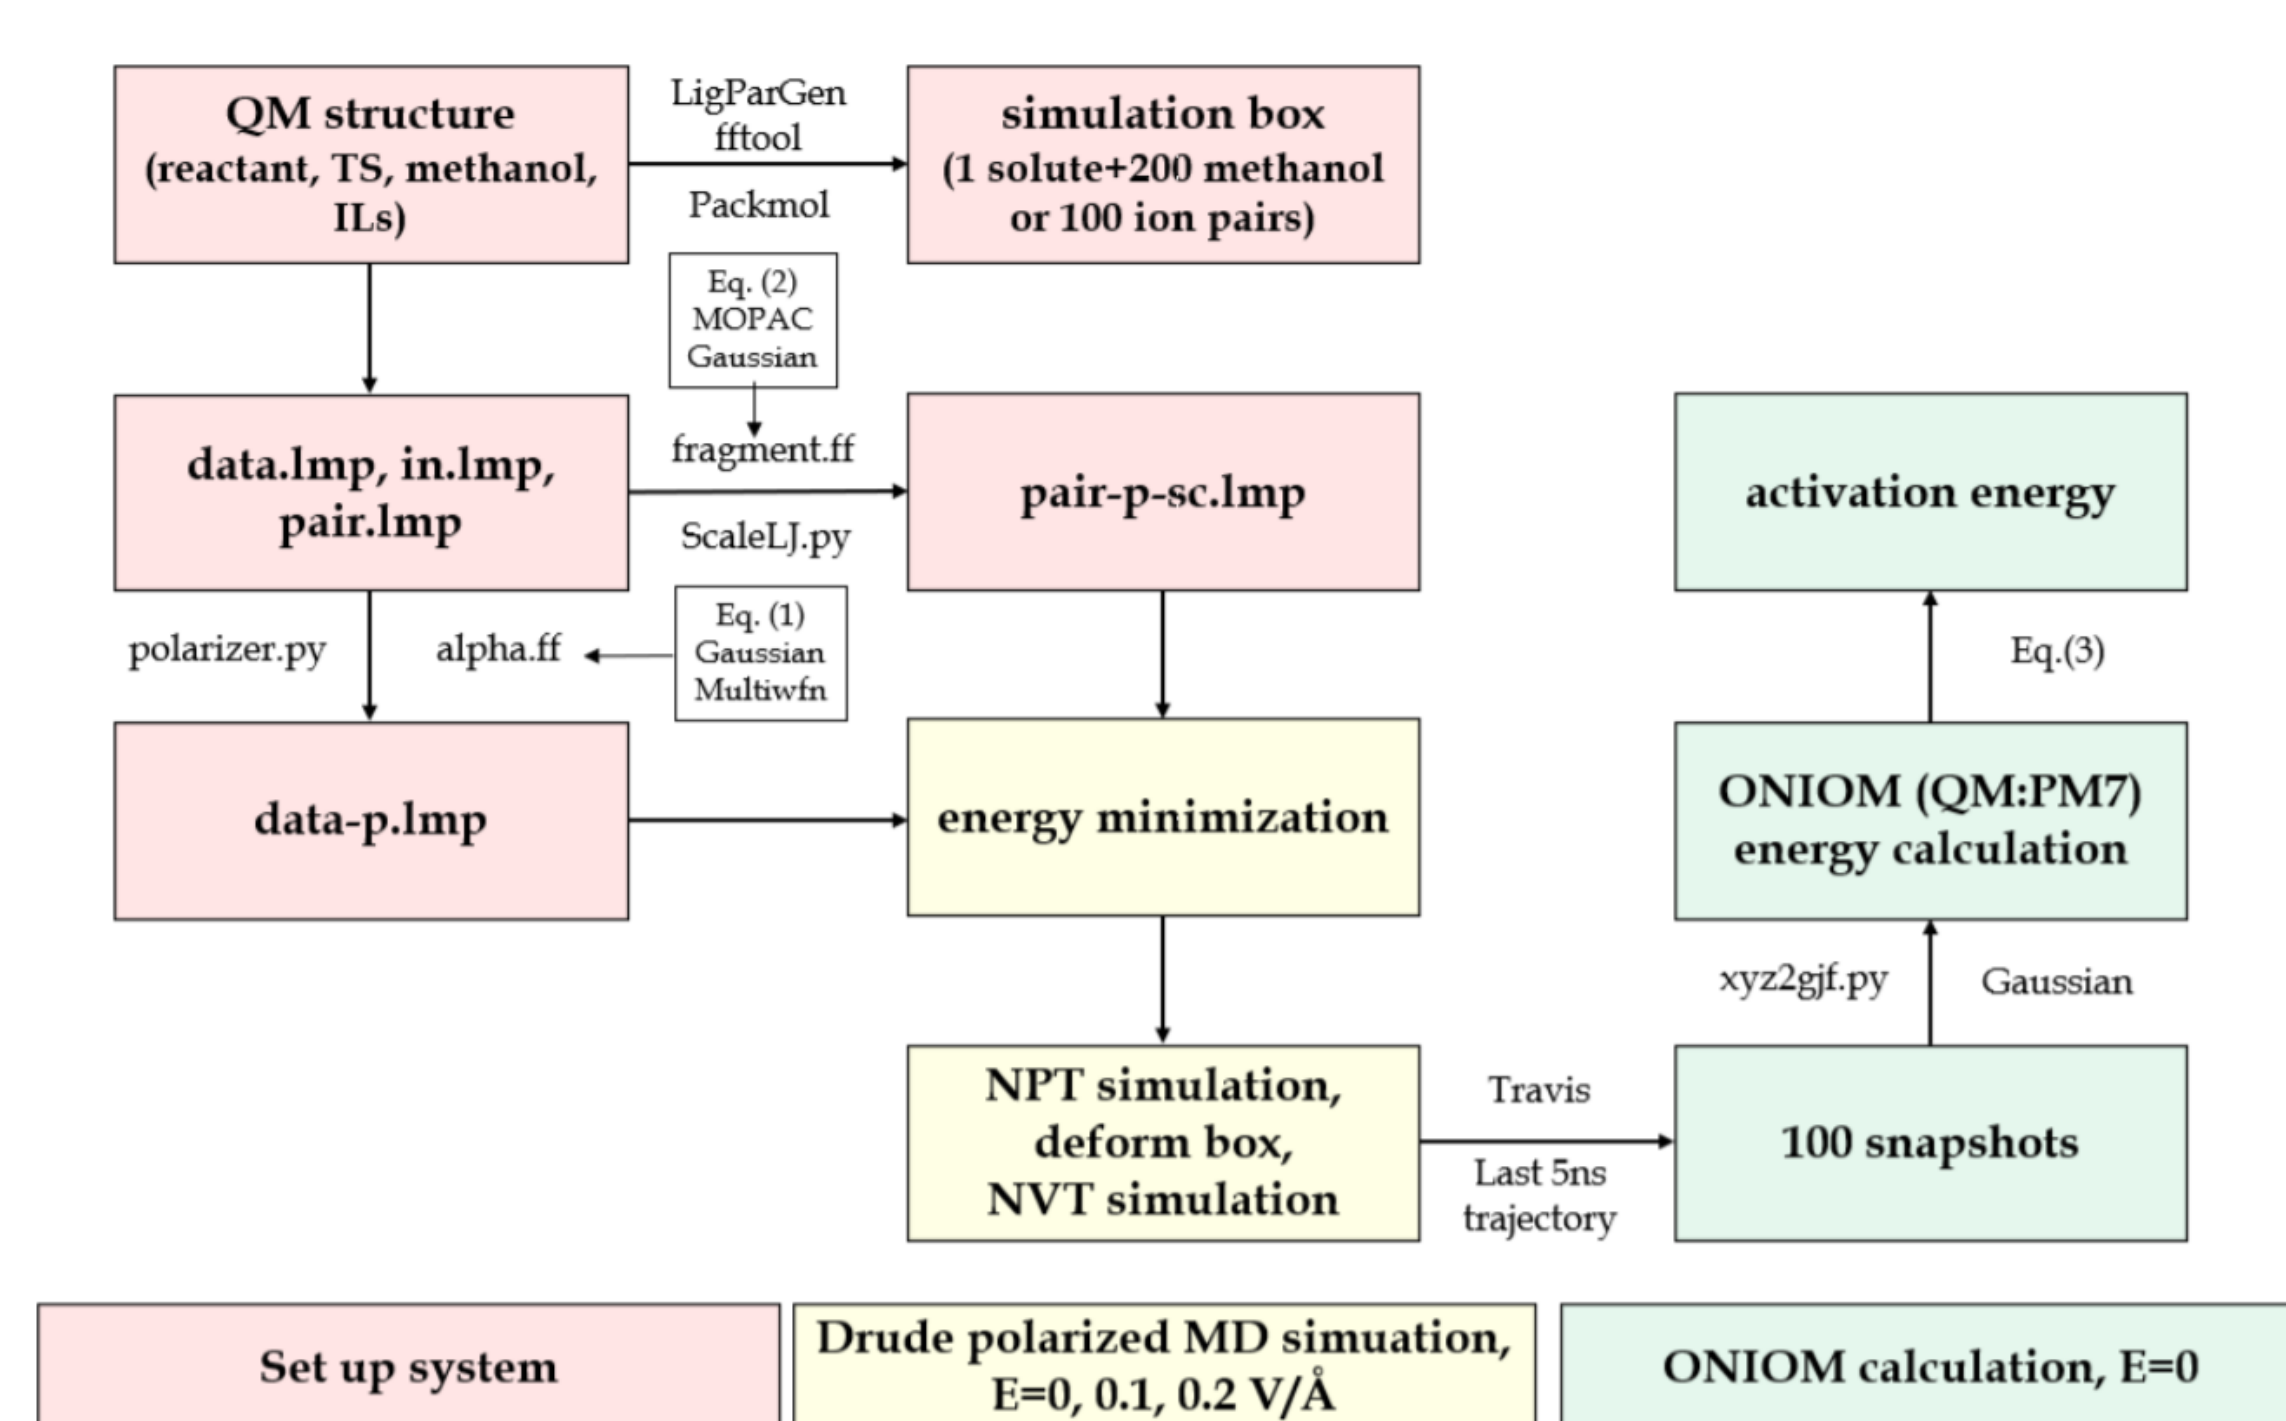 QM structure
(reactant, TS, methanol,
ILs)
LigParGen
fftool
Packmol
simulation box
(1 solute+200 methanol
or 100 ion pairs)
Eq. (2)
MOPAC
Gaussian
data.lmp, in.lmp,
pair.lmp
fragment.ff
ScaleLJ.py
pair-p-sc.lmp
activation energy
polarizer.py
alpha.ff
Eq. (1)
Gaussian
Multiwfn
Eq.(3)
data-p.lmp
energy minimization
ONIOM (QM:PM7)
energy calculation
xyz2gjf.py
Gaussian
NPT simulation,
deform box,
NVT simulation
Travis
Last 5ns
trajectory
100 snapshots
Set up system
Drude polarized MD simuation,
E=0, 0.1, 0.2 V/Å
ONIOM calculation, E=0